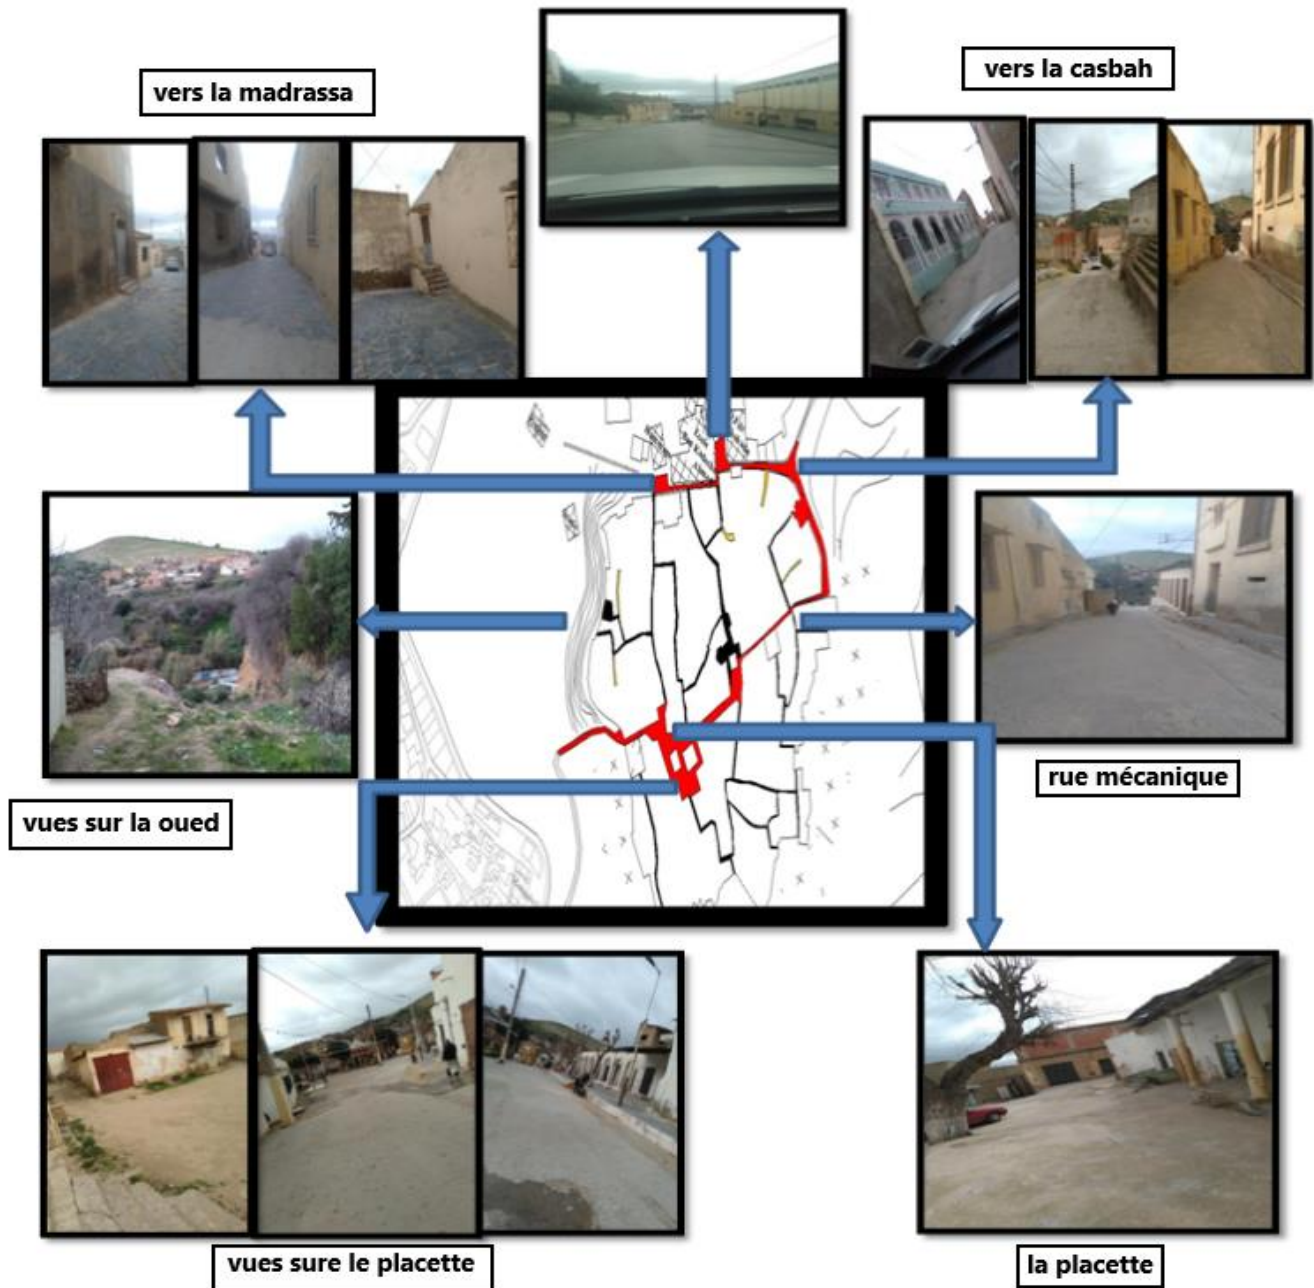 vers la madrassa
vers la casbah
vues sur la oued
rue mécanique
vues sure le placette
la placette